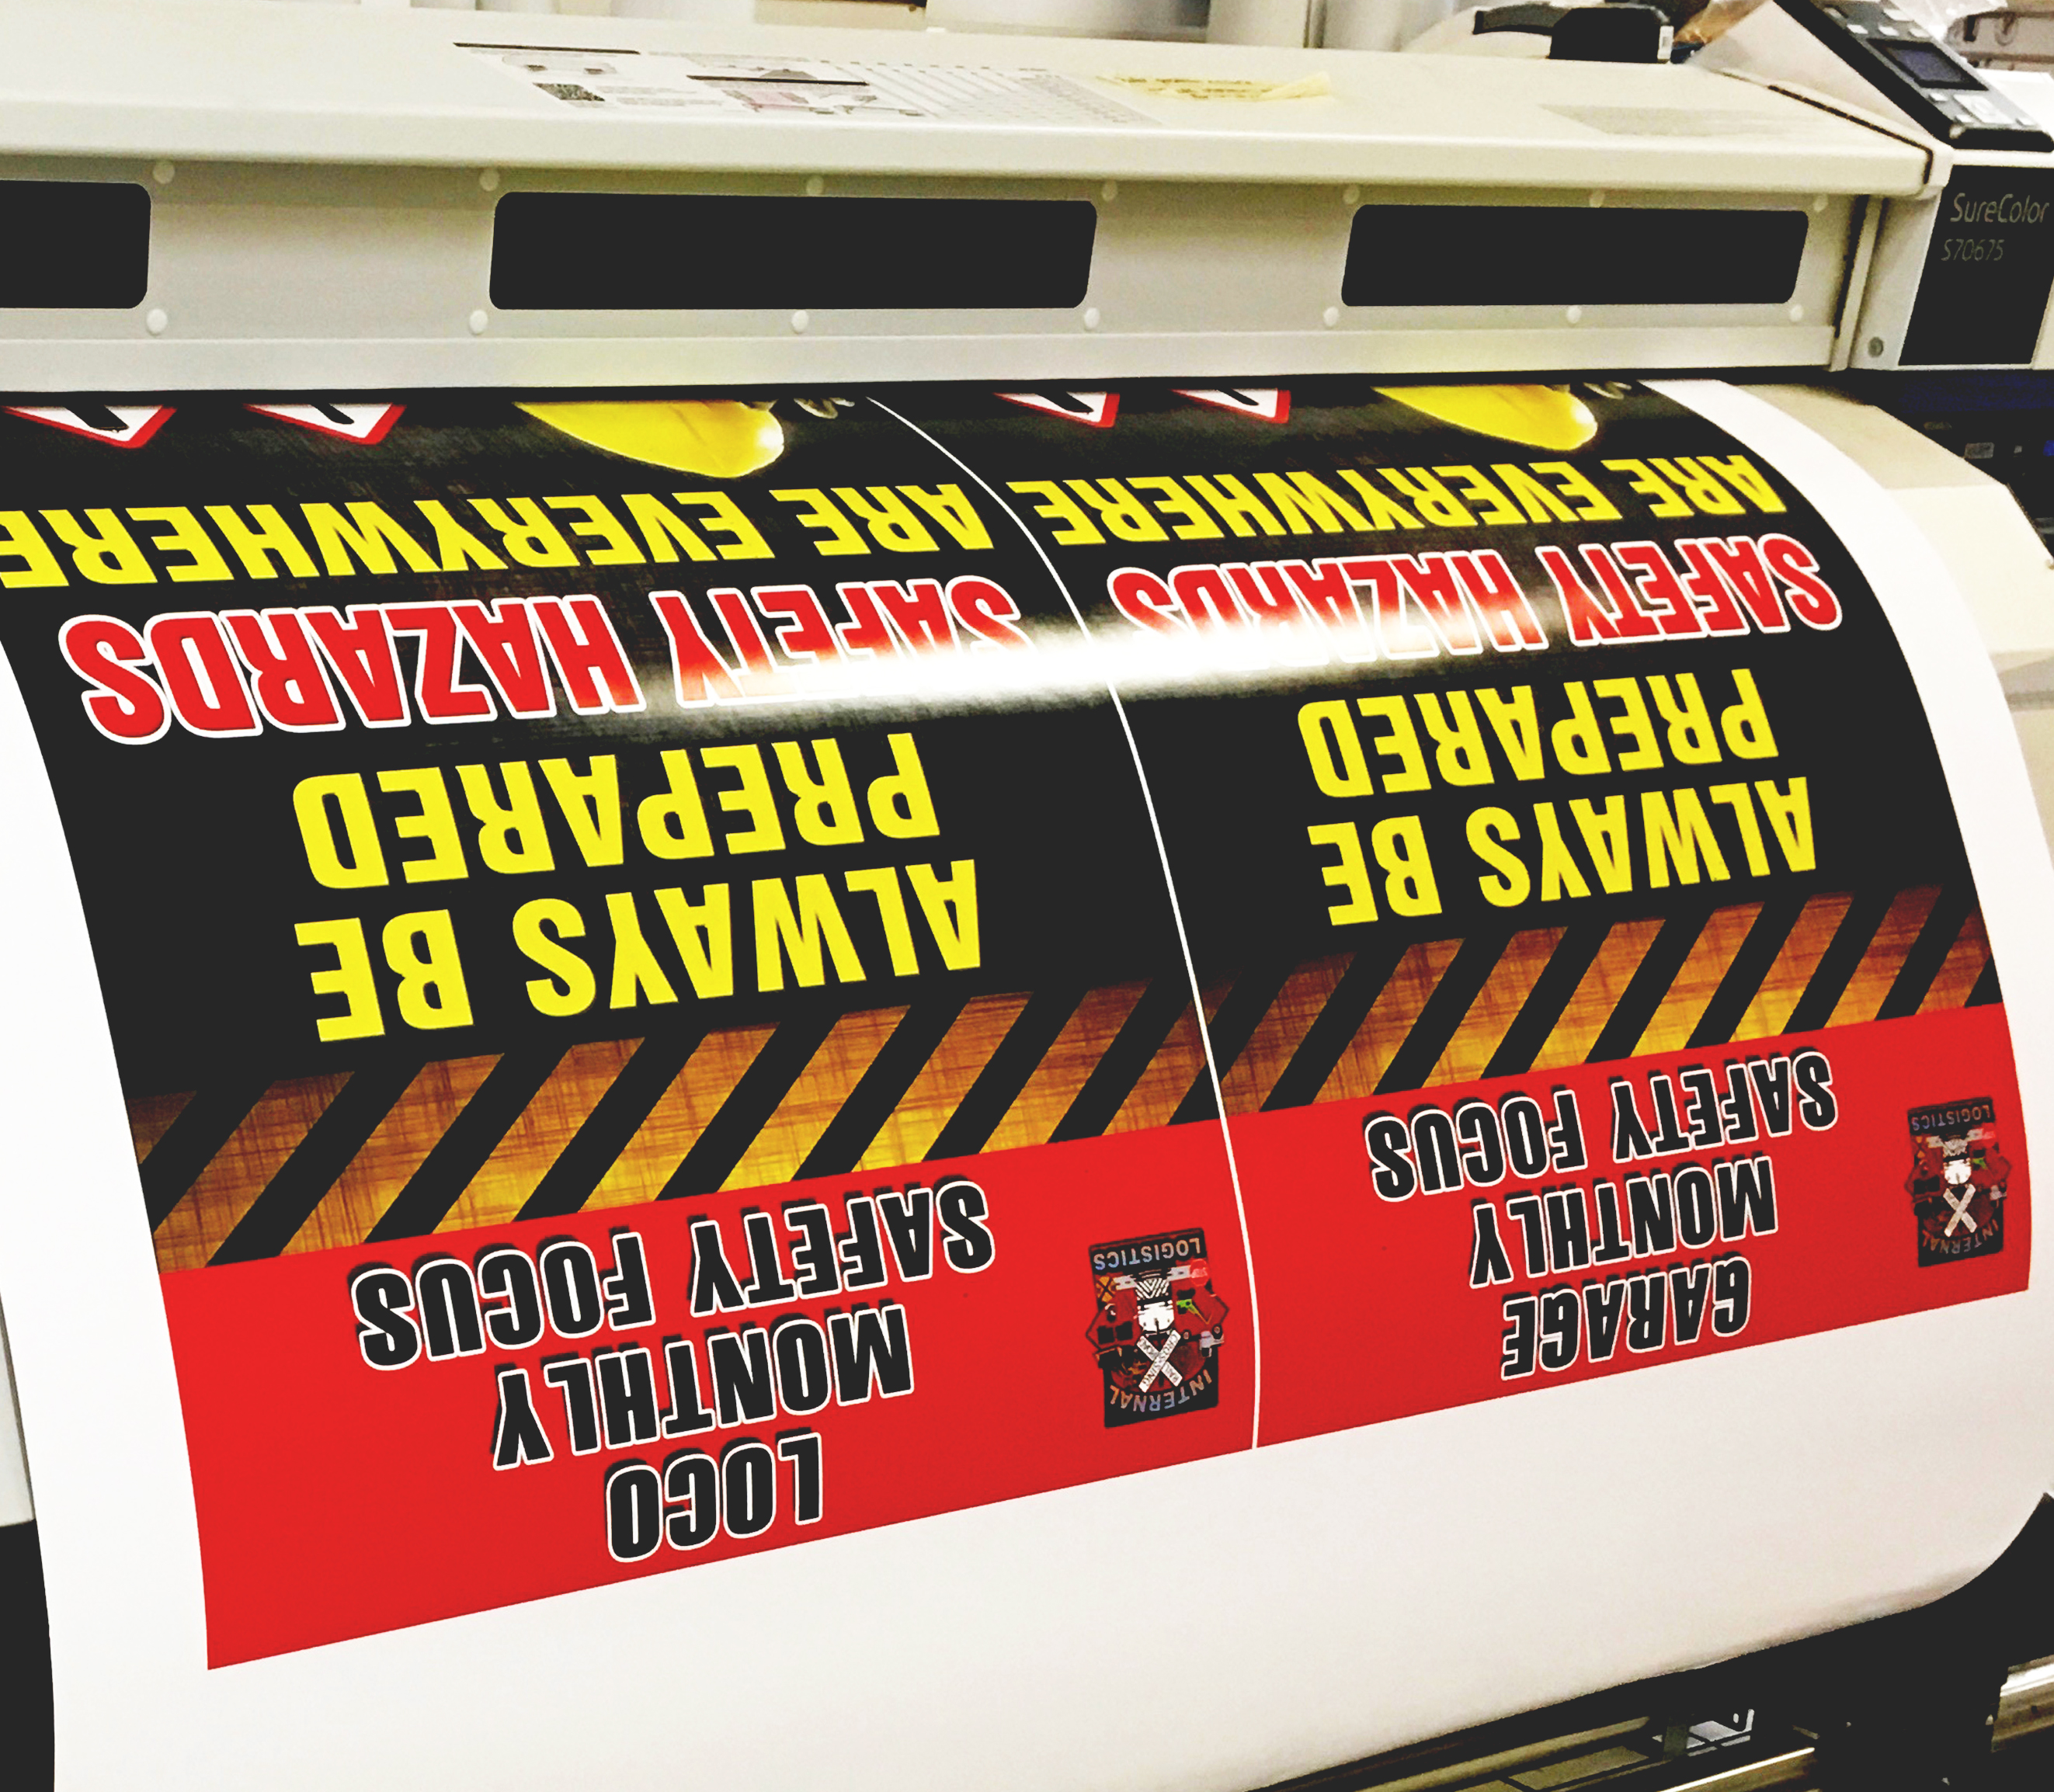 SureColor
S70675
GARAGE
MONTHLY
SAFETY FOCUS
INTERNAL
LOGISTICS
ALWAYS BE
PREPARED
SAFETY HAZARDS
ARE EVERYWHERE
LOCO
MONTHLY
SAFETY FOCUS
INTERNAL
LOGISTICS
ALWAYS BE
PREPARED
SAFETY HAZARDS
ARE EVERYWHERE